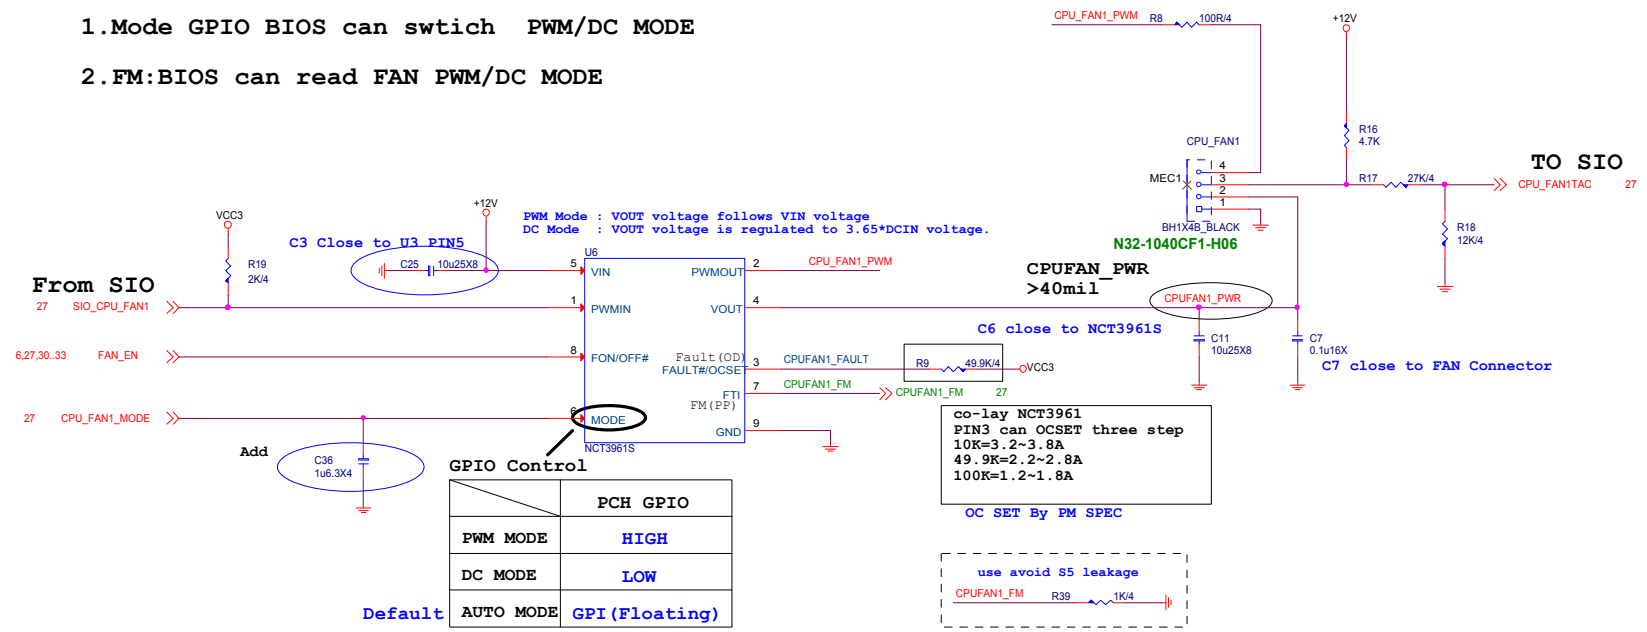 1.Mode GPIO BIOS can swtich PWM/DC MODE
2.FM:BIOS can read FAN PWM/DC MODE
CPU_FAN1_PWM
R8
100R/4
+12V
R16
4.7K
CPU_FAN1
MEC1
4
3
2
1
BH1X4B_BLACK
N32-1040CF1-H06
R17
27K/4
TO SIO
CPU_FAN1TAC
27
R18
12K/4
VCC3
+12V
PWM Mode : VOUT voltage follows VIN voltage
DC Mode : VOUT voltage is regulated to 3.65*DCIN voltage.
C3 Close to U3 PIN5
C25
10u25X8
R19
2K/4
From SIO
27
SIO_CPU_FAN1
6,27,30..33
FAN_EN
27
CPU_FAN1_MODE
Add
C36
1u6.3X4
U6
5
VIN
1
PWMIN
8
FON/OFF#
6
MODE
NCT3961S
PWMOUT
2
CPU_FAN1_PWM
VOUT
4
Fault(OD)
FAULT#/OCSET
3
CPUFAN1_FAULT
FTI
7
CPUFAN1_FM
FM(PP)
GND
9
R9
49.9K/4
VCC3
CPUFAN1_FM
27
CPUFAN_PWR
>40mil
CPUFAN1_PWR
C6 close to NCT3961S
C11
10u25X8
C7
0.1u16X
C7 close to FAN Connector
co-lay NCT3961
PIN3 can OCSET three step
10K=3.2~3.8A
49.9K=2.2~2.8A
100K=1.2~1.8A
OC SET By PM SPEC
use avoid S5 leakage
CPUFAN1_FM
R39
1K/4
GPIO Control
PCH GPIO
PWM MODE
HIGH
DC MODE
LOW
Default
AUTO MODE
GPI(Floating)